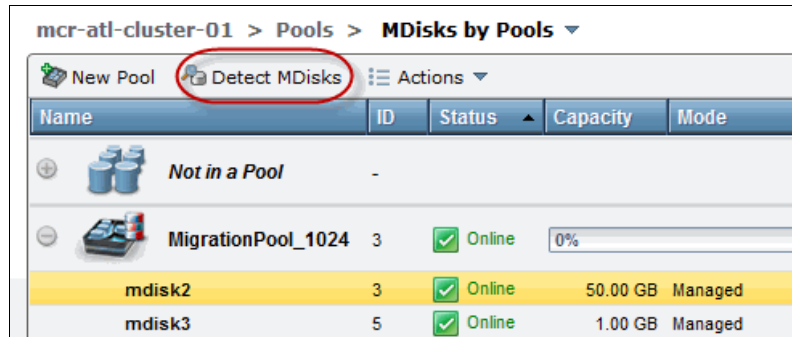 mcr-atl-cluster-01 > Pools > MDisks by Pools
New Pool Detect MDisks Actions
Name ID Status Capacity Mode
Not in a Pool -
MigrationPool_1024 3 Online 0%
mdisk2 3 Online 50.00 GB Managed
mdisk3 5 Online 1.00 GB Managed